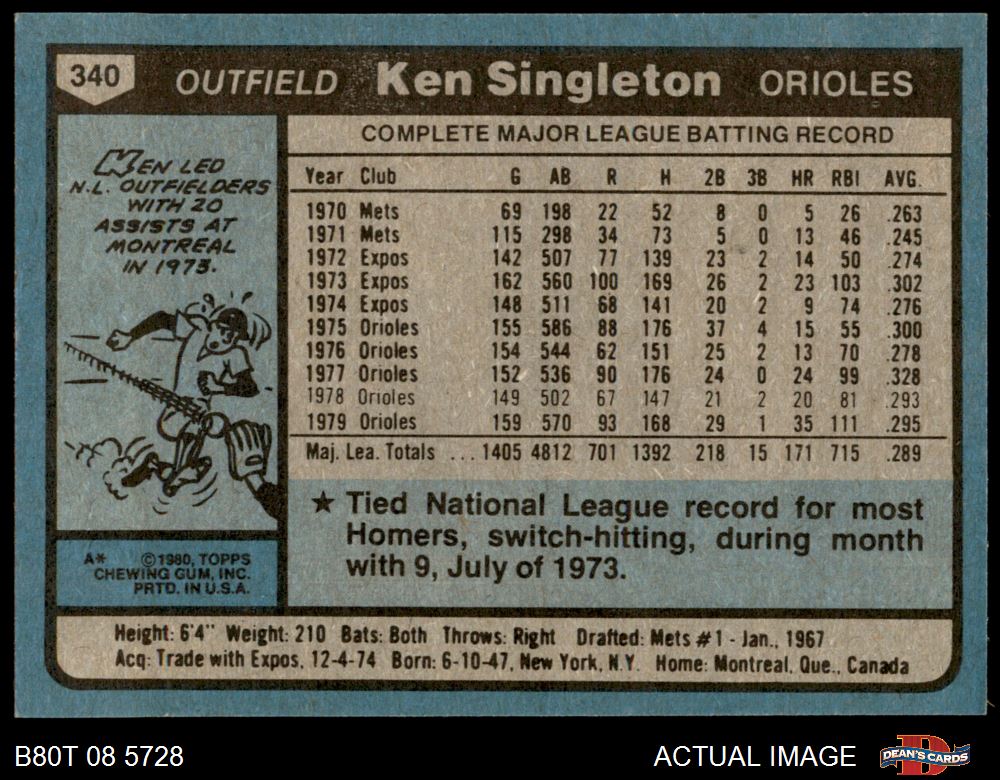 340 OUTFIELD Ken Singleton ORIOLES
KEN LED
N.L. OUTFIELDERS
WITH 20
ASSISTS AT
MONTREAL
IN 1973.
COMPLETE MAJOR LEAGUE BATTING RECORD
Year Club G AB R H 2B 3B HR RBI AVG.
1970 Mets 69 198 22 52 8 0 5 26 .263
1971 Mets 115 298 34 73 5 0 13 46 .245
1972 Expos 142 507 77 139 23 2 14 50 .274
1973 Expos 162 560 100 169 26 2 23 103 .302
1974 Expos 148 511 68 141 20 2 9 74 .276
1975 Orioles 155 586 88 176 37 4 15 55 .300
1976 Orioles 154 544 62 151 25 2 13 70 .278
1977 Orioles 152 536 90 176 24 0 24 99 .328
1978 Orioles 149 502 67 147 21 2 20 81 .293
1979 Orioles 159 570 93 168 29 1 35 111 .295
Maj. Lea. Totals ... 1405 4812 701 1392 218 15 171 715 .289
★ Tied National League record for most
Homers, switch-hitting, during month
with 9, July of 1973.
A* ©1980, TOPPS
CHEWING GUM, INC.
PRTD. IN U.S.A.
Height: 6'4" Weight: 210 Bats: Both Throws: Right Drafted: Mets #1 - Jan., 1967
Acq: Trade with Expos, 12-4-74 Born: 6-10-47, New York, N.Y. Home: Montreal, Que., Canada
B80T 08 5728 ACTUAL IMAGE DEAN'S CARDS